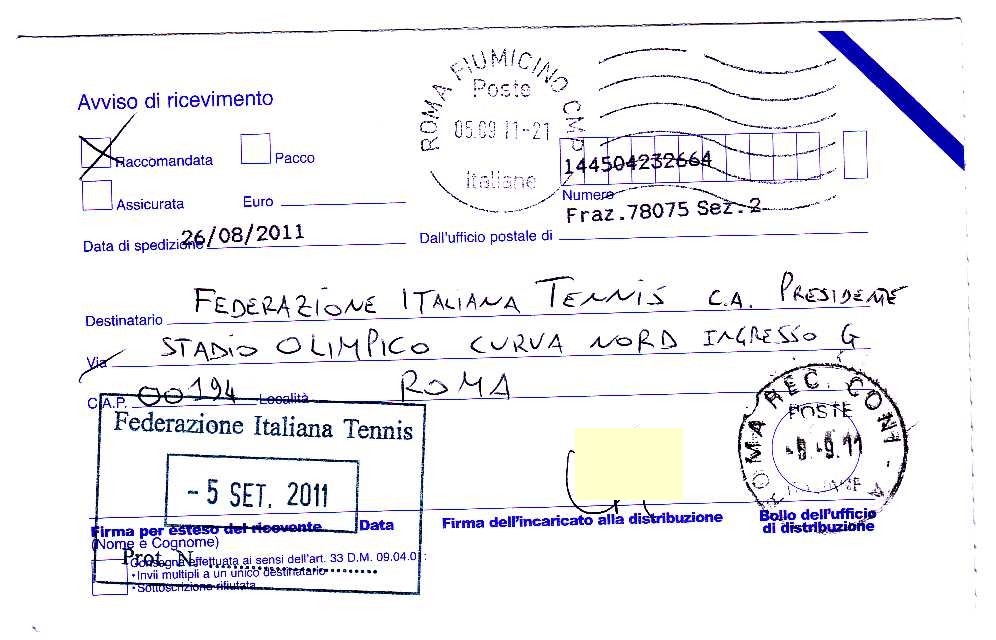 Avviso di ricevimento
ROMA FIUMICINO CMP
Poste
05.09 11-21
Italiane
Raccomandata
Pacco
144504232664
Numero
Assicurata
Euro
Fraz.78075 Sez.2
Data di spedizione 26/08/2011
Dall'ufficio postale di
Destinatario FEDERAZIONE ITALIANA TENNIS C.A. PRESIDENTE
Via STADIO OLIMPICO CURVA NORD INGRESSO G
C.A.P. 00194 Località ROMA
Federazione Italiana Tennis
- 5 SET. 2011
Prot. N.
ROMA REC. CONI - A
POSTE
9.11
Firma per esteso del ricevente
(Nome e Cognome)
Data
Firma dell'incaricato alla distribuzione
Bollo dell'ufficio
di distribuzione
Consegna effettuata ai sensi dell'art. 33 D.M. 09.04.01:
• Invii multipli a un unico destinatario
• Sottoscrizione rifiutata